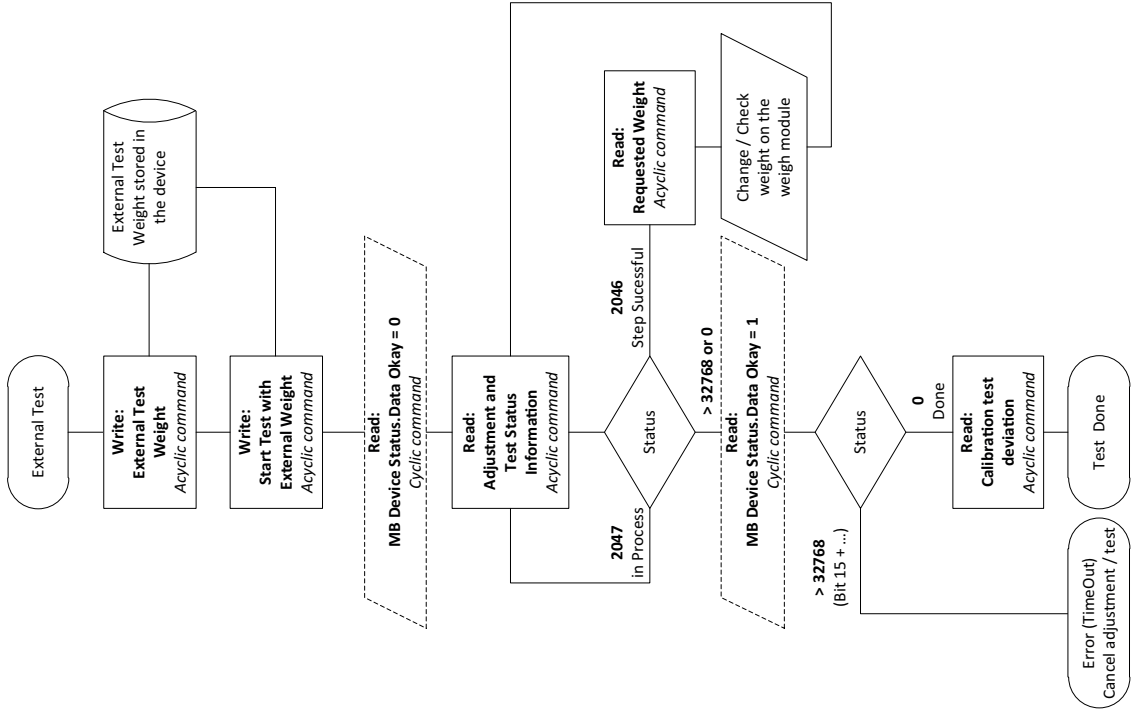 External Test
Write:
External Test
Weight
Acyclic command
External Test
Weight stored in
the device
Write:
Start Test with
External Weight
Acyclic command
Read:
MB Device Status.Data Okay = 0
Cyclic command
Read:
Adjustment and
Test Status
Information
Acyclic command
Status
2047
in Process
2046
Step Sucessful
Read:
Requested Weight
Acyclic command
Change / Check
weight on the
weigh module
> 32768 or 0
Read:
MB Device Status.Data Okay = 1
Cyclic command
Status
> 32768
(Bit 15 + ...)
0
Done
Read:
Calibration test
deviation
Acyclic command
Error (TimeOut)
Cancel adjustment / test
Test Done